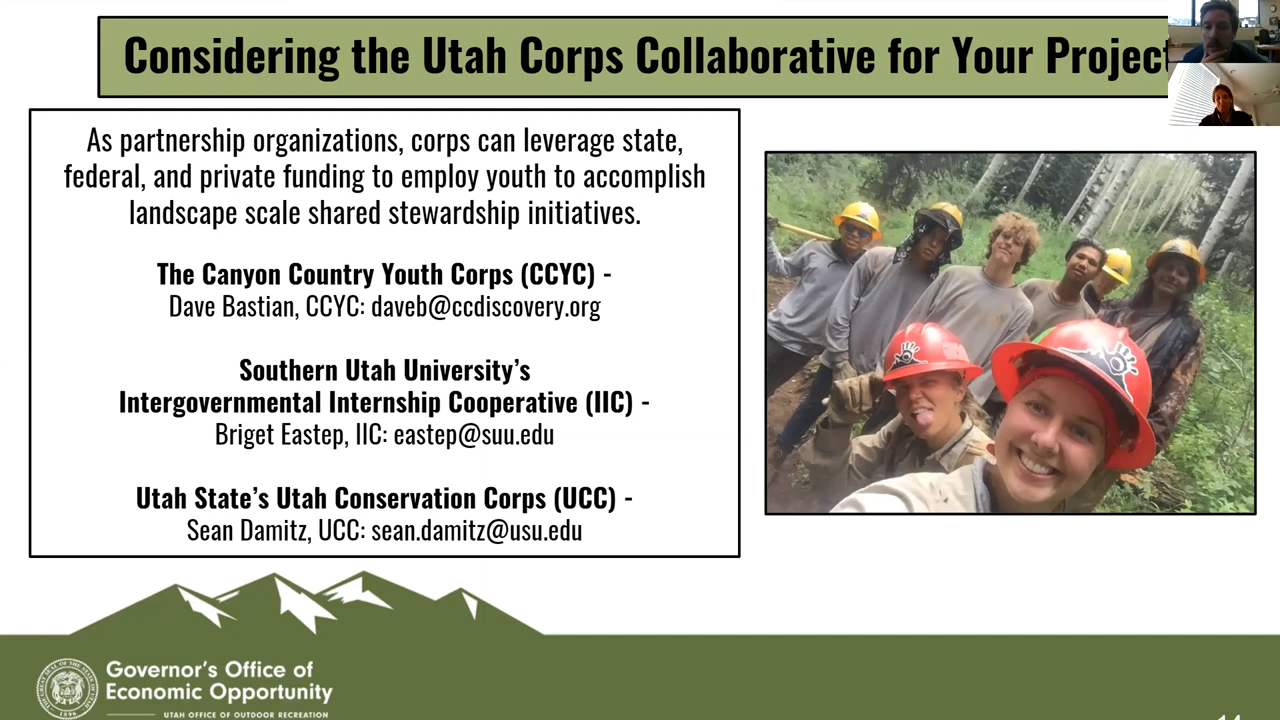 Considering the Utah Corps Collaborative for Your Project
As partnership organizations, corps can leverage state,
federal, and private funding to employ youth to accomplish
landscape scale shared stewardship initiatives.
The Canyon Country Youth Corps (CCYC) -
Dave Bastian, CCYC: daveb@ccdiscovery.org
Southern Utah University’s
Intergovernmental Internship Cooperative (IIC) -
Briget Eastep, IIC: eastep@suu.edu
Utah State’s Utah Conservation Corps (UCC) -
Sean Damitz, UCC: sean.damitz@usu.edu
Governor’s Office of
Economic Opportunity
UTAH OFFICE OF OUTDOOR RECREATION
14